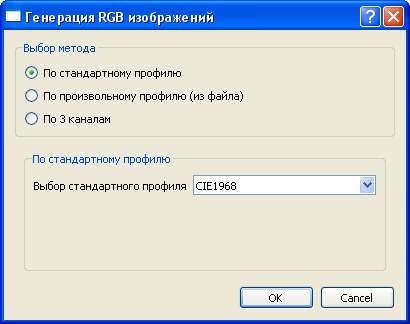 Генерация RGB изображений
Выбор метода
По стандартному профилю
По произвольному профилю (из файла)
По 3 каналам
По стандартному профилю
Выбор стандартного профиля CIE1968
OK Cancel